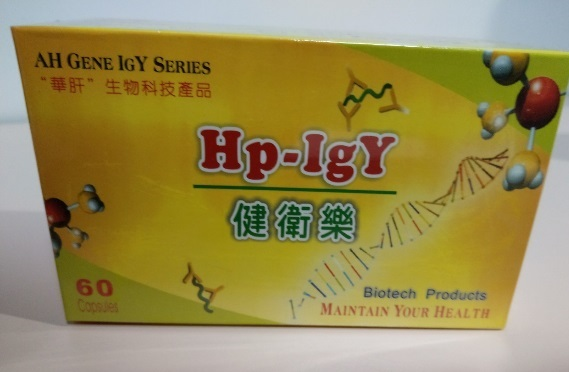 AH GENE IGY SERIES
"華肝" 生物科技產品
Hp-IgY
健衛樂
60
Capsules
Biotech Products
MAINTAIN YOUR HEALTH